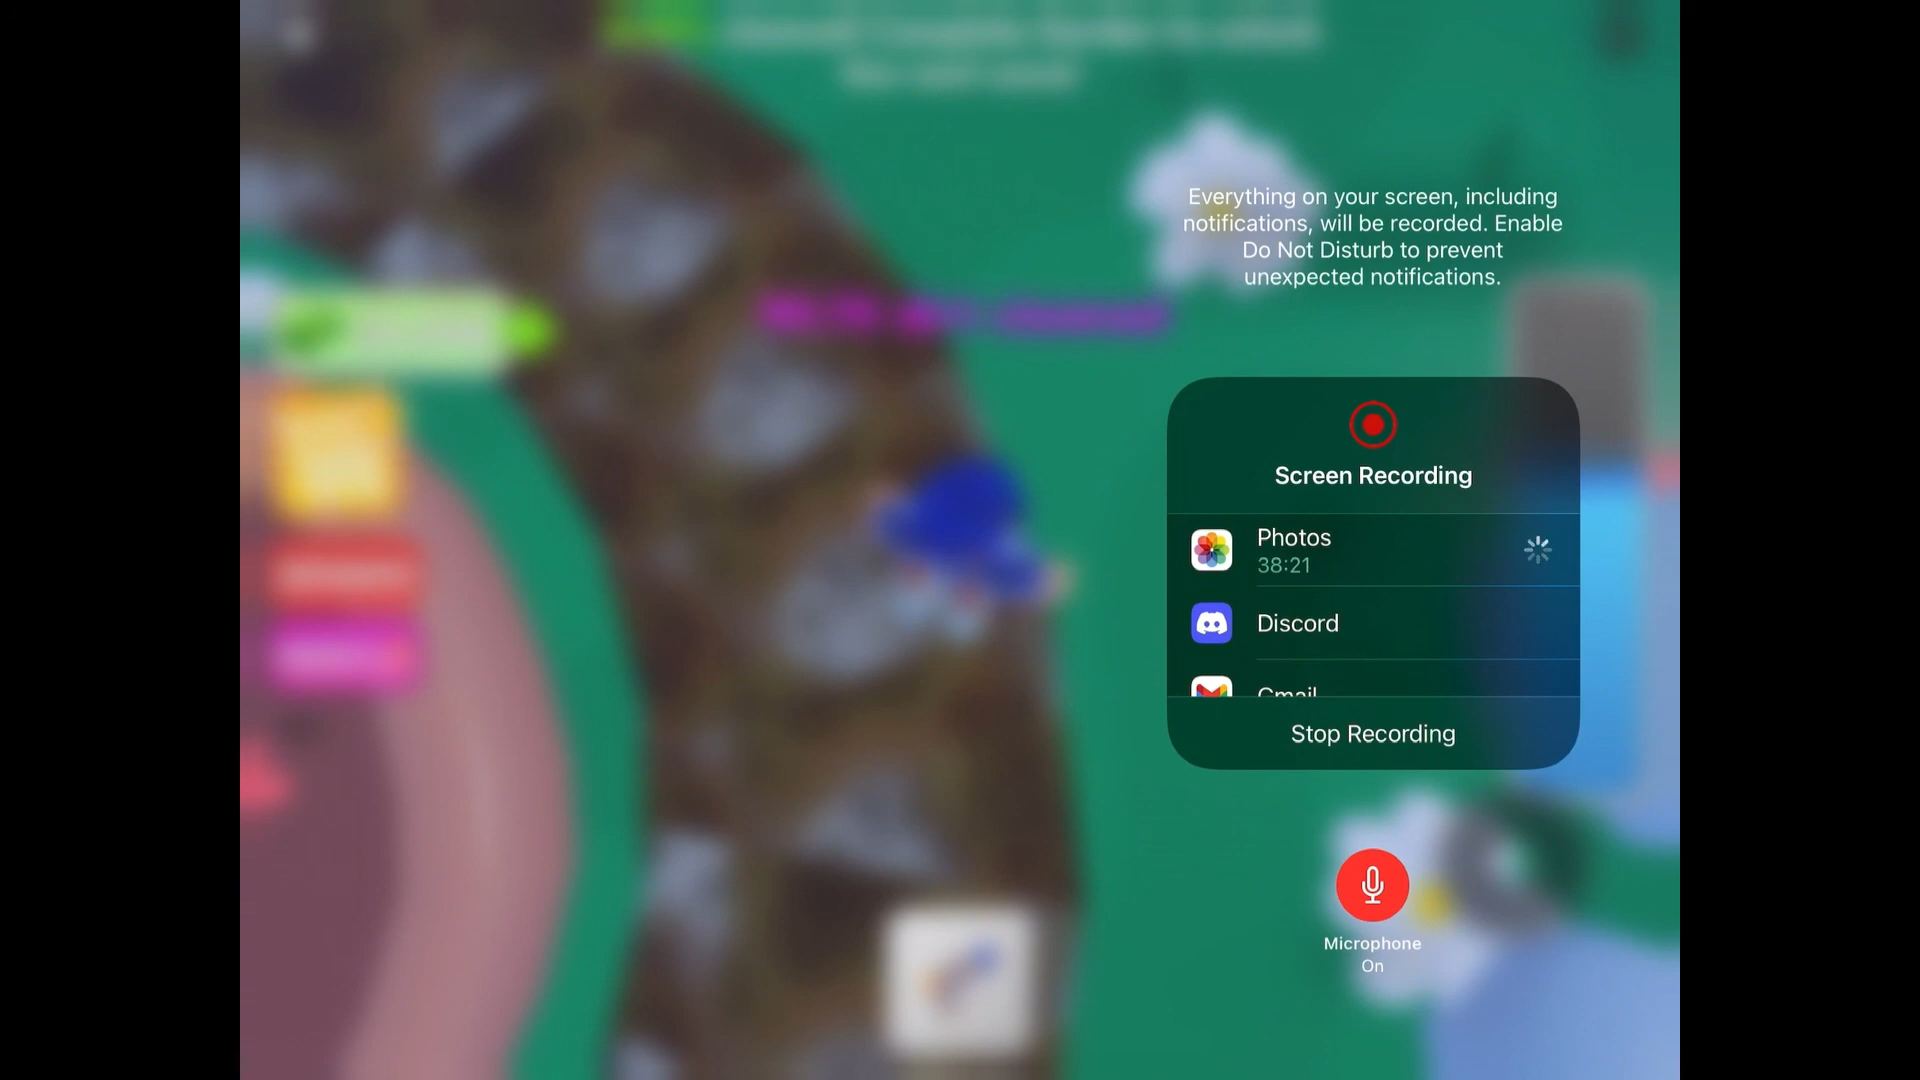 Everything on your screen, including
notifications, will be recorded. Enable
Do Not Disturb to prevent
unexpected notifications.
Screen Recording
Photos
38:21
Discord
Gmail
Stop Recording
Microphone
On